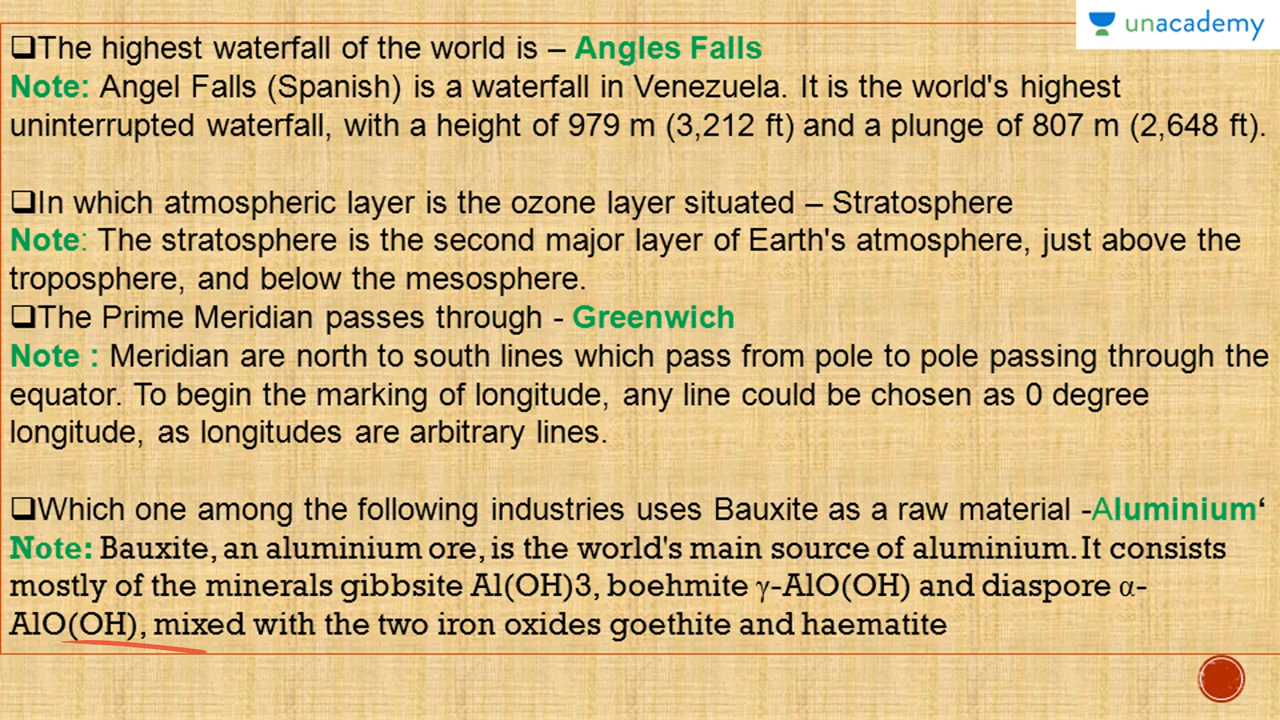 unacademy
❑The highest waterfall of the world is – Angles Falls
Note: Angel Falls (Spanish) is a waterfall in Venezuela. It is the world's highest
uninterrupted waterfall, with a height of 979 m (3,212 ft) and a plunge of 807 m (2,648 ft).
❑In which atmospheric layer is the ozone layer situated – Stratosphere
Note: The stratosphere is the second major layer of Earth's atmosphere, just above the
troposphere, and below the mesosphere.
❑The Prime Meridian passes through - Greenwich
Note : Meridian are north to south lines which pass from pole to pole passing through the
equator. To begin the marking of longitude, any line could be chosen as 0 degree
longitude, as longitudes are arbitrary lines.
❑Which one among the following industries uses Bauxite as a raw material -Aluminium‘
Note: Bauxite, an aluminium ore, is the world's main source of aluminium. It consists
mostly of the minerals gibbsite Al(OH)3, boehmite γ-AlO(OH) and diaspore α-
AlO(OH), mixed with the two iron oxides goethite and haematite